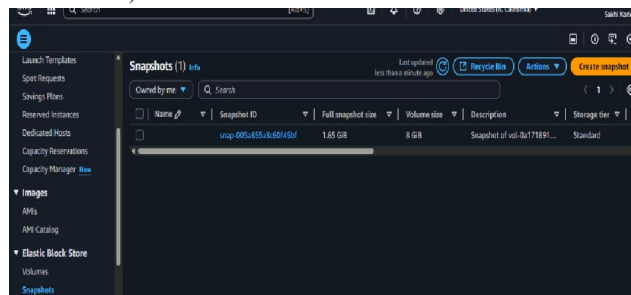 Search
[Alt+S]
United States (N. California)
Launch Templates
Spot Requests
Savings Plans
Reserved Instances
Dedicated Hosts
Capacity Reservations
Capacity Manager New
Images
AMIs
AMI Catalog
Elastic Block Store
Volumes
Snapshots
Snapshots (1) Info
Last updated
less than a minute ago
Recycle Bin
Actions
Create snapshot
Owned by me
Search
1
Name
Snapshot ID
Full snapshot size
Volume size
Description
Storage tier
snap-005a855a8c60f45bf
1.65 GiB
8 GiB
Snapshot of vol-0a171891...
Standard